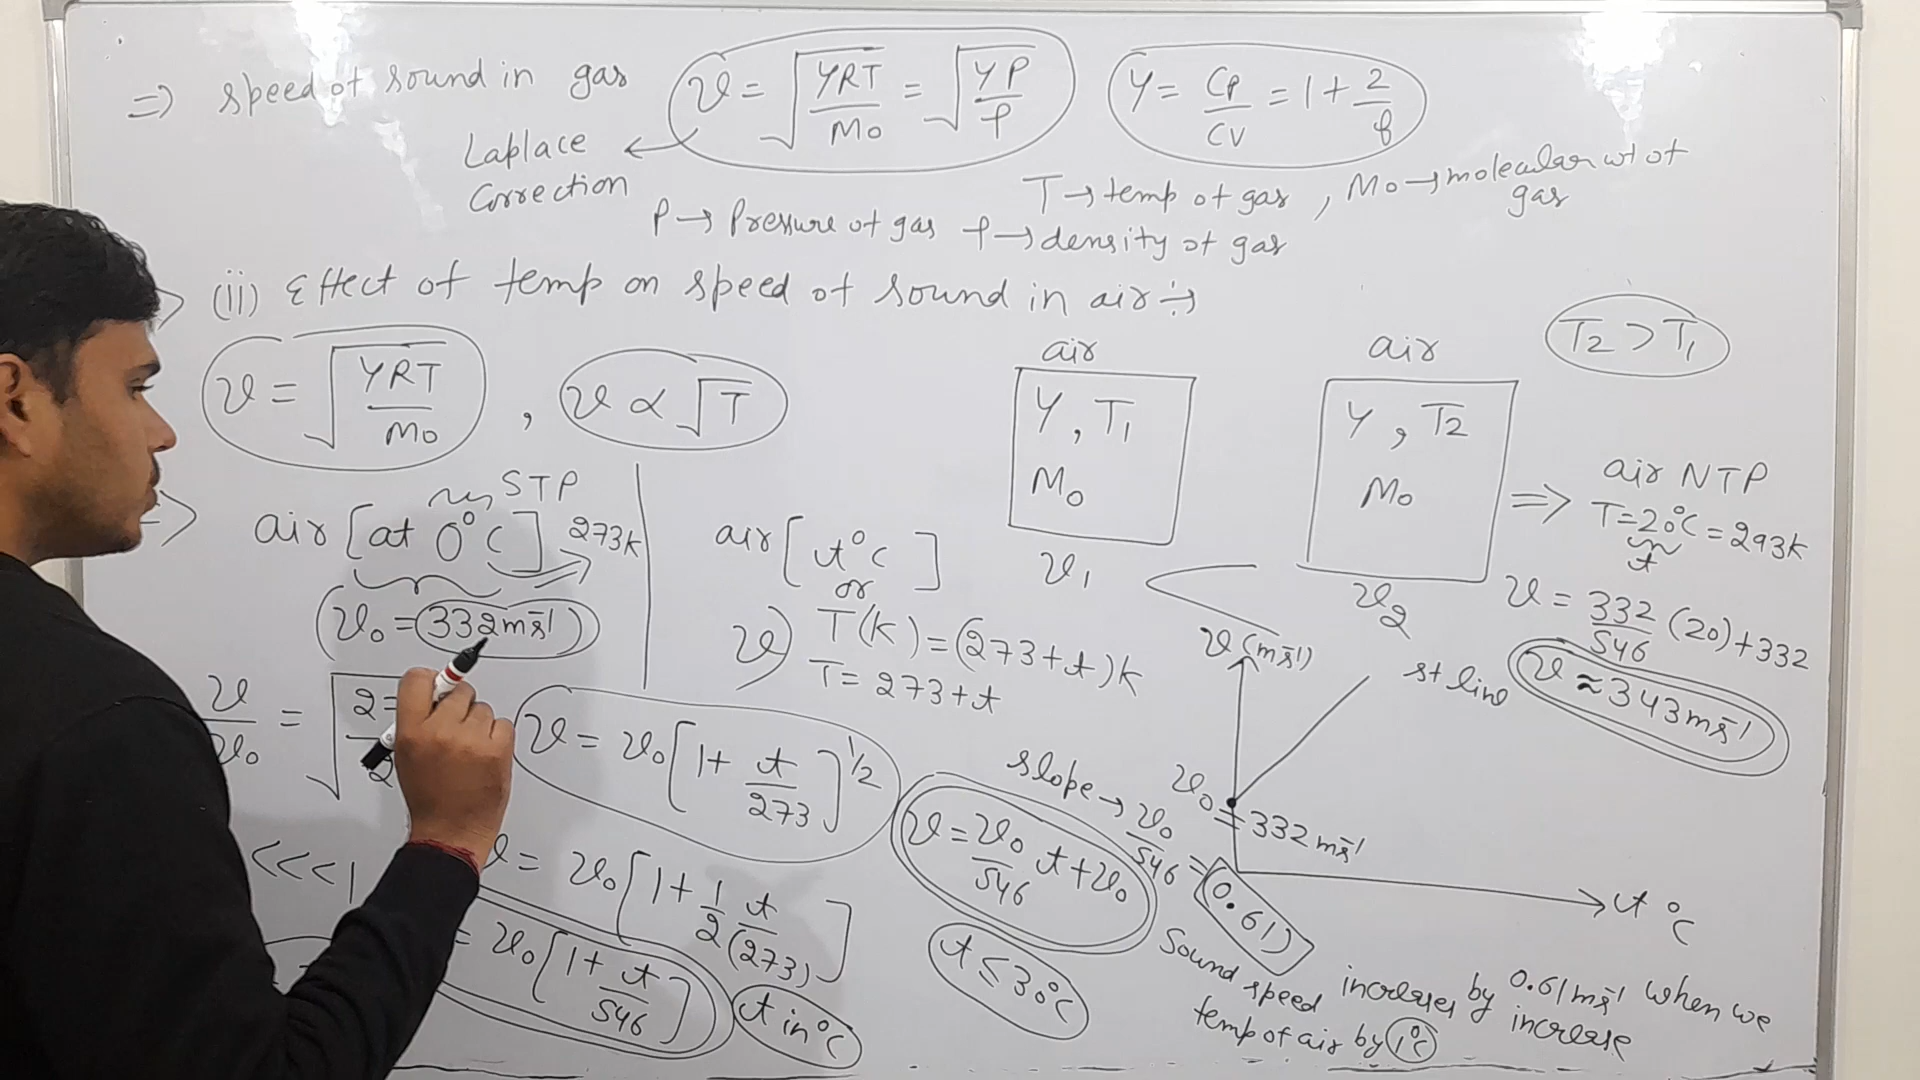 => speed of sound in gas v = √(γRT/M₀) = √(γP/ρ) γ = Cp/Cv = 1 + 2/f
Laplace Correction ←
T → temp of gas , M₀ → molecular wt of gas
P → Pressure of gas ρ → density of gas
(ii) Effect of temp on speed of sound in air :→
v = √(γRT/M₀) , v ∝ √T
air
γ, T₁
M₀
v₁
air
γ, T₂
M₀
v₂
T₂ > T₁
STP
air [at 0°C] 273K
(v₀ = 332 ms⁻¹)
air [t°C]
or
v) T(K) = (273+t)K
T = 273+t
v/v₀ =
v = v₀[1 + t/273]^1/2
<<<1
v = v₀[1 + 1/2 t/(273)]
= v₀[1 + t/546]
t in °C
v = v₀/546 t + v₀
t ≤ 30°C
slope → v₀/546 = 0.61)
v (ms⁻¹)
st line
v₀ = 332 ms⁻¹
t °C
=> air NTP
T = 20°C = 293K
t
v = 332/546 (20) + 332
v ≈ 343 ms⁻¹
Sound speed increases by 0.61 ms⁻¹ when we increase
temp of air by 1°C